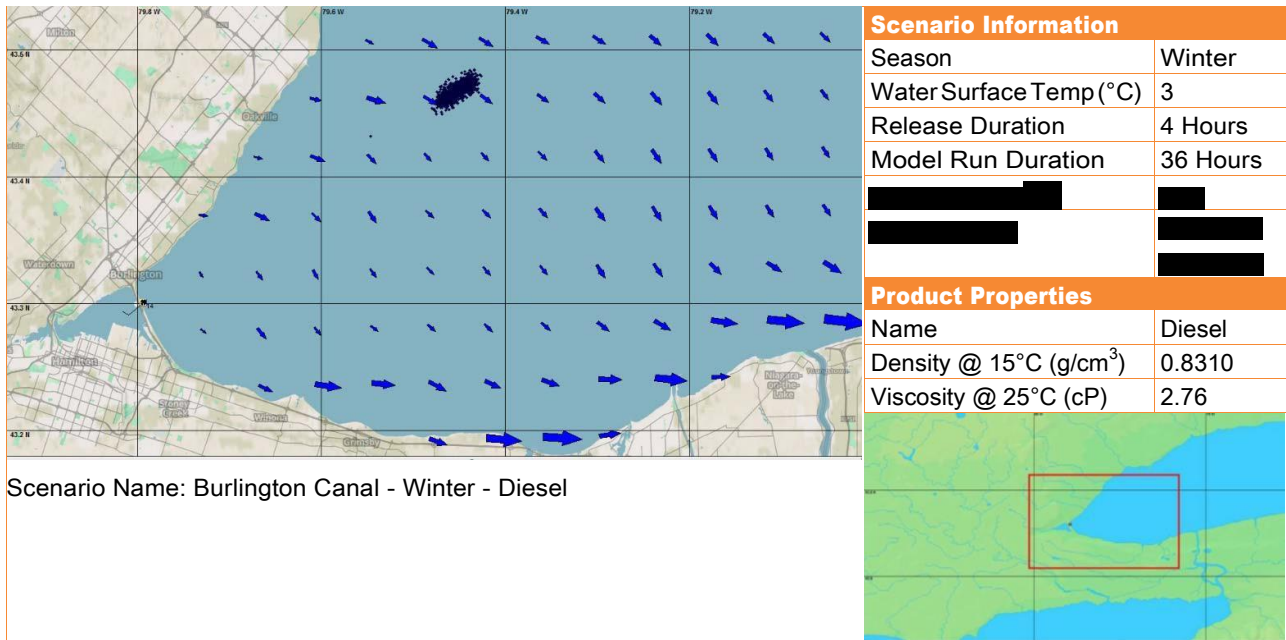 79.8 W 79.6 W 79.4 W 79.2 W
Milton
43.5 N
Oakville
43.4 N
Waterdown
Burlington
43.3 N
14
Hamilton
Stoney
Creek
Winona
Grimsby
Niagara-
on-the-
Lake
43.2 N
Scenario Name: Burlington Canal - Winter - Diesel
Scenario Information
Season Winter
Water Surface Temp (°C) 3
Release Duration 4 Hours
Model Run Duration 36 Hours
Product Properties
Name Diesel
Density @ 15°C (g/cm³) 0.8310
Viscosity @ 25°C (cP) 2.76